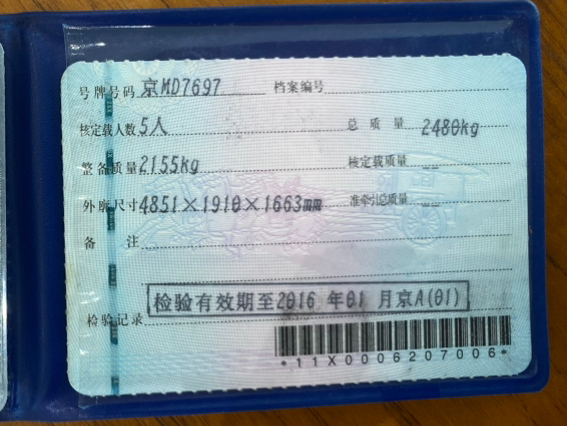 号牌号码 京MD7697 档案编号
核定载人数 5人 总质量 2480kg
整备质量 2155kg 核定载质量 --
外廓尺寸 4851×1910×1663mm 准牵引总质量 --
备注
检验记录 检验有效期至2016年01月京A(01)
*11X0006207006*